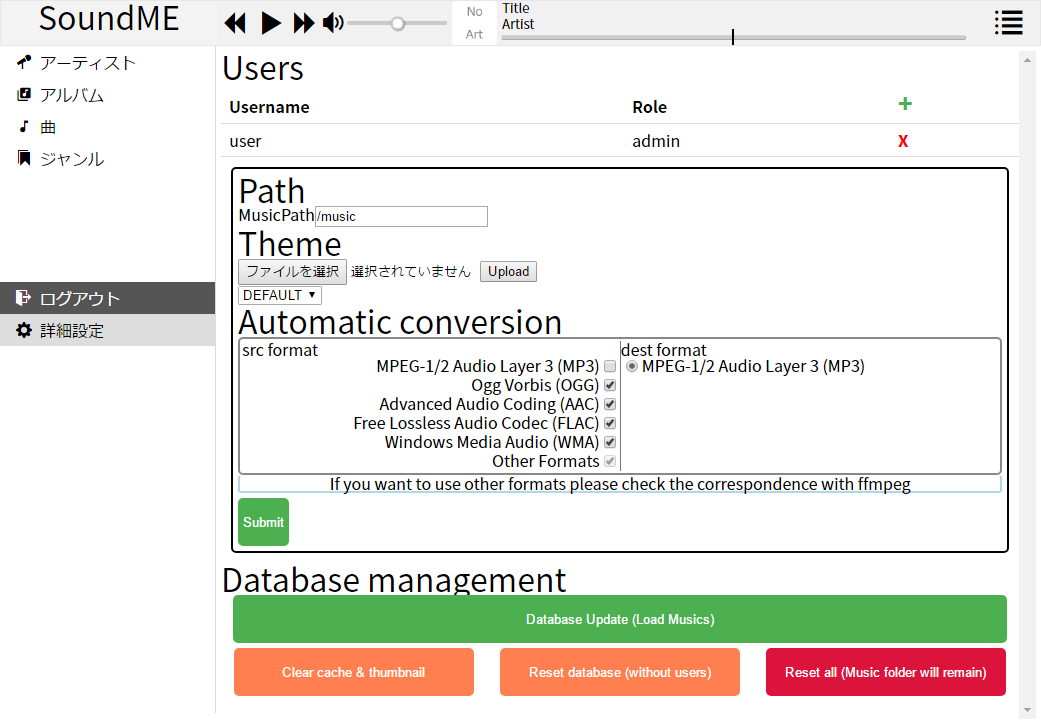 SoundME
No
Art
Title
Artist
アーティスト
アルバム
曲
ジャンル
ログアウト
詳細設定
Users
Username Role +
user admin X
Path
MusicPath /music
Theme
ファイルを選択 選択されていません Upload
DEFAULT
Automatic conversion
src format dest format
MPEG-1/2 Audio Layer 3 (MP3) MPEG-1/2 Audio Layer 3 (MP3)
Ogg Vorbis (OGG)
Advanced Audio Coding (AAC)
Free Lossless Audio Codec (FLAC)
Windows Media Audio (WMA)
Other Formats
If you want to use other formats please check the correspondence with ffmpeg
Submit
Database management
Database Update (Load Musics)
Clear cache & thumbnail Reset database (without users) Reset all (Music folder will remain)